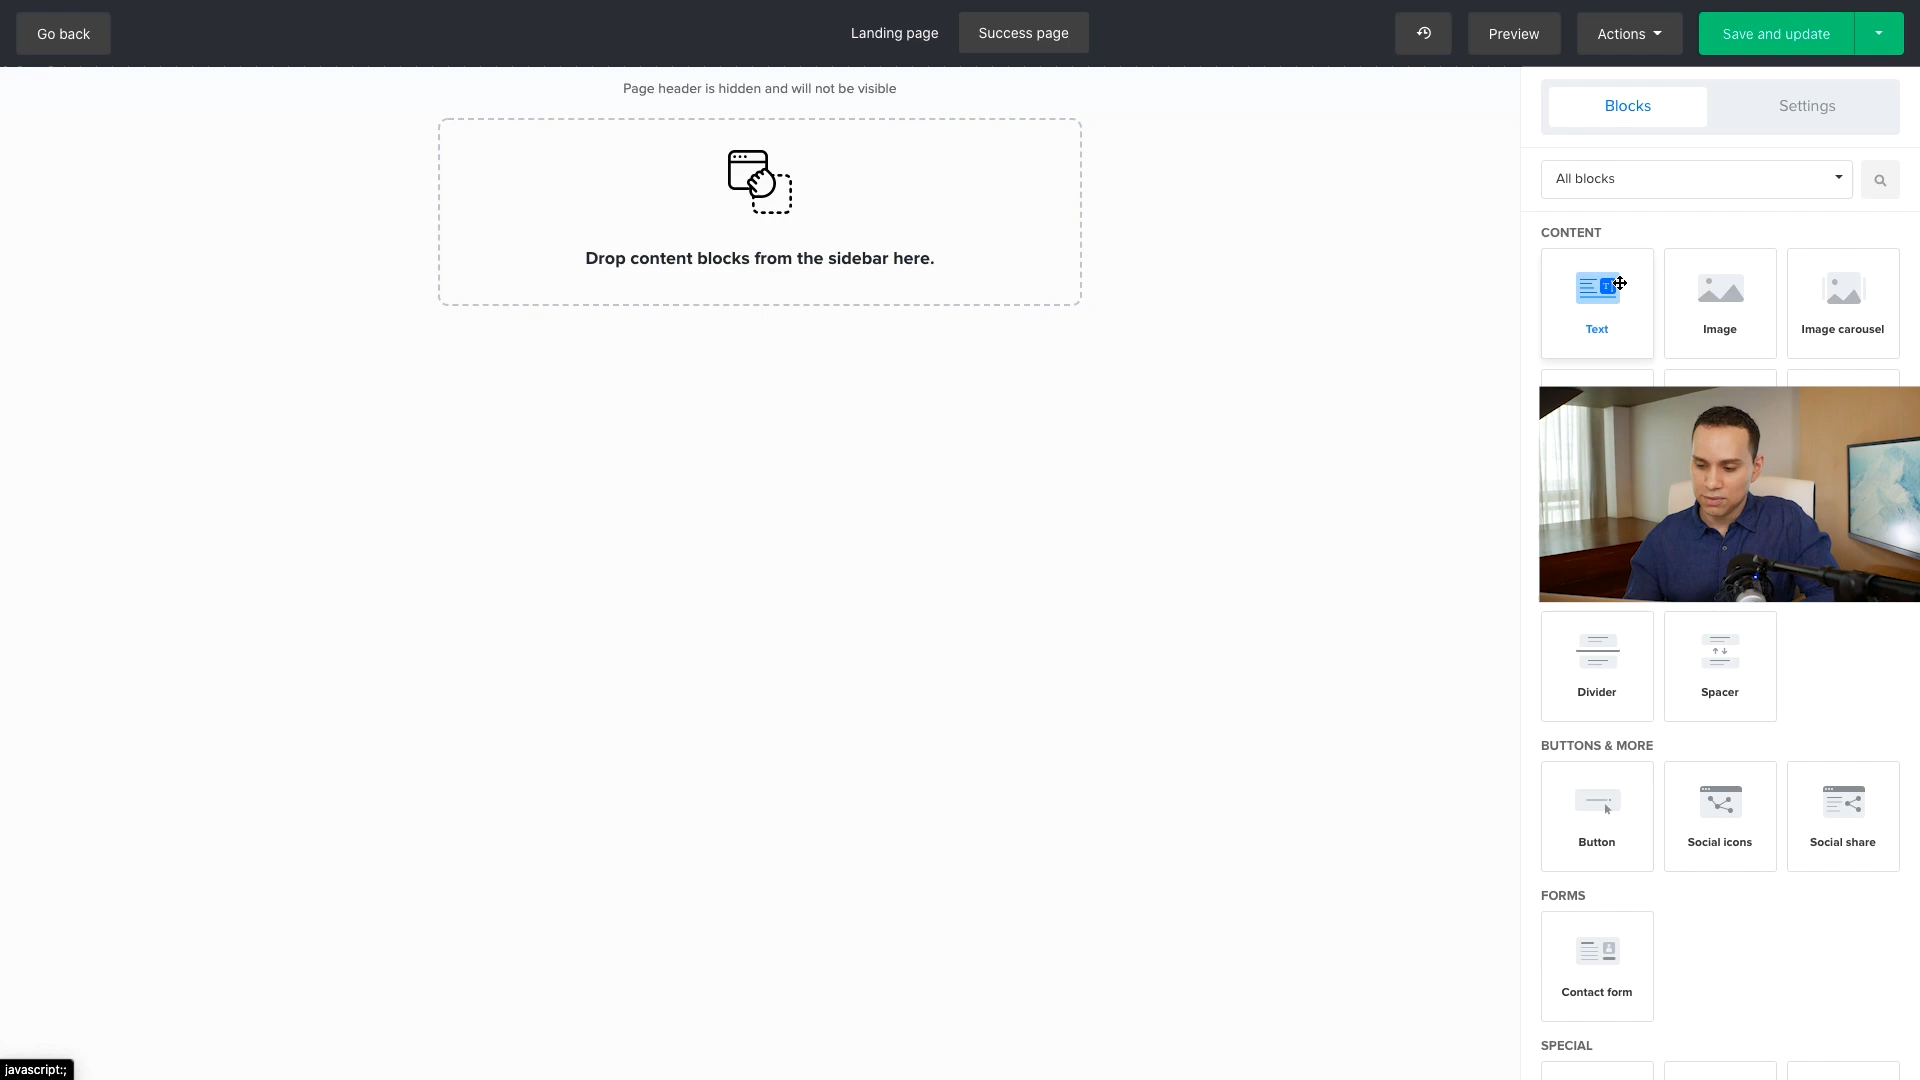 Go back
Landing page
Success page
Preview
Actions
Save and update
Page header is hidden and will not be visible
Drop content blocks from the sidebar here.
Blocks
Settings
All blocks
CONTENT
Text
Image
Image carousel
Divider
Spacer
BUTTONS & MORE
Button
Social icons
Social share
FORMS
Contact form
SPECIAL
javascript:;